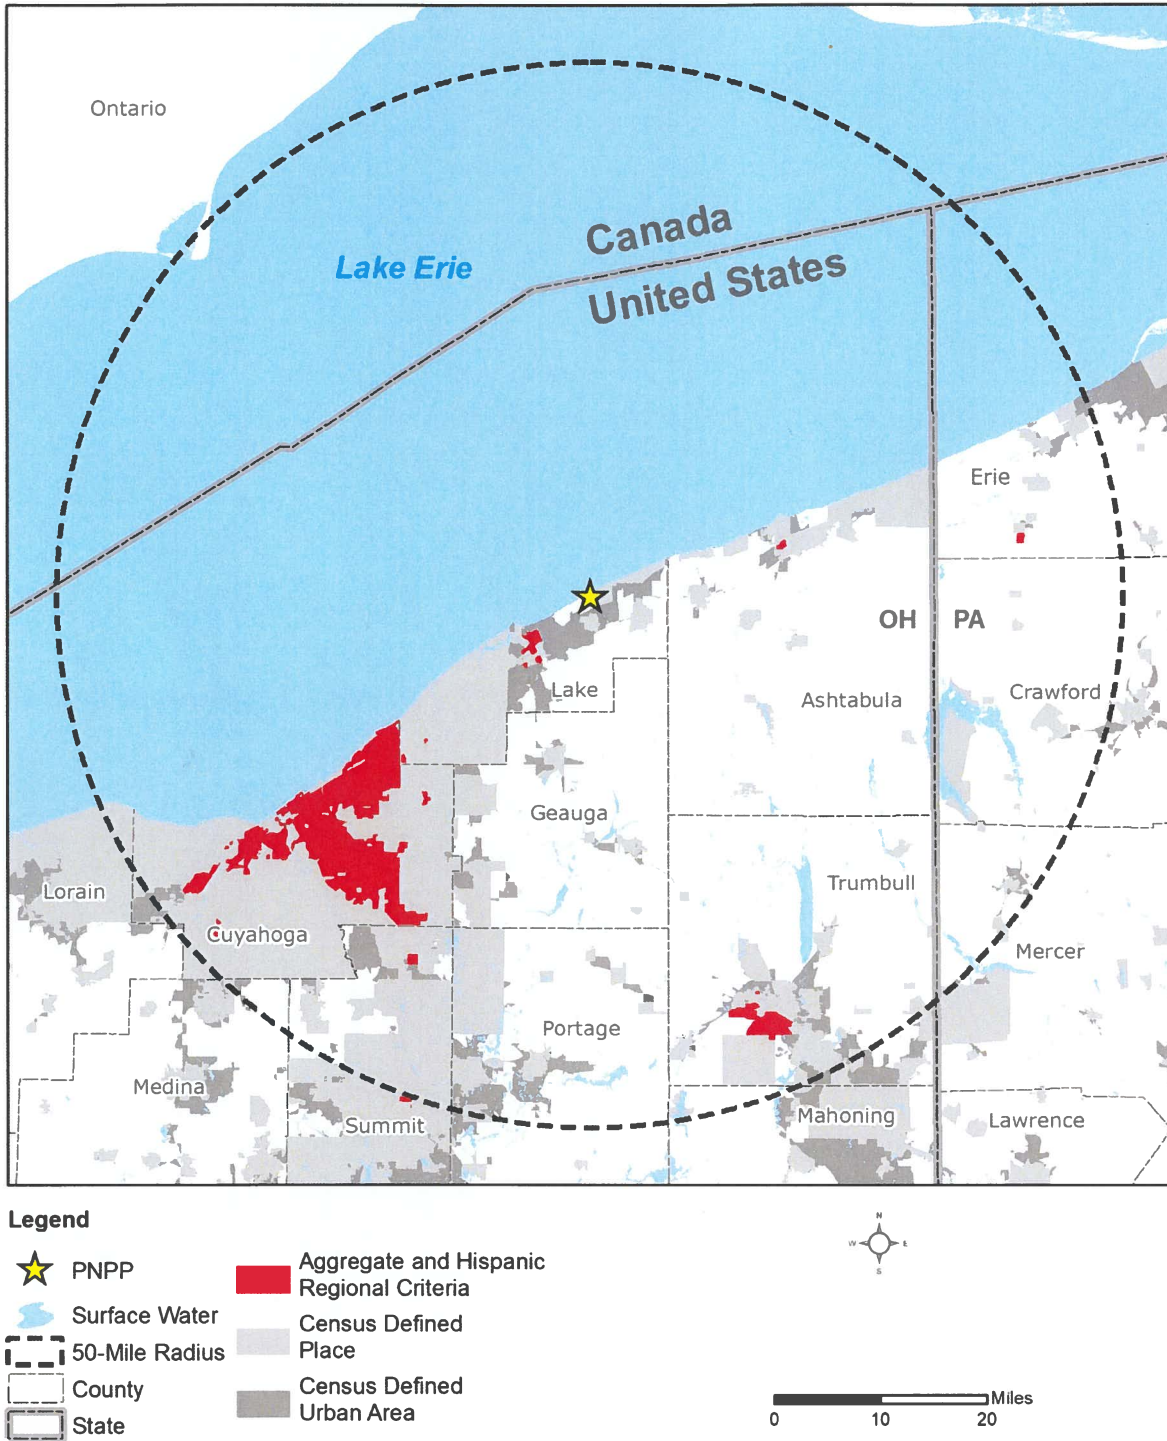 Ontario
Canada
Lake Erie
United States
Erie
OH
PA
Lake
Ashtabula
Crawford
Geauga
Trumbull
Lorain
Cuyahoga
Mercer
Portage
Medina
Summit
Mahoning
Lawrence
Legend
PNPP
Surface Water
50-Mile Radius
County
State
Aggregate and Hispanic
Regional Criteria
Census Defined
Place
Census Defined
Urban Area
N
W
E
S
Miles
0
10
20